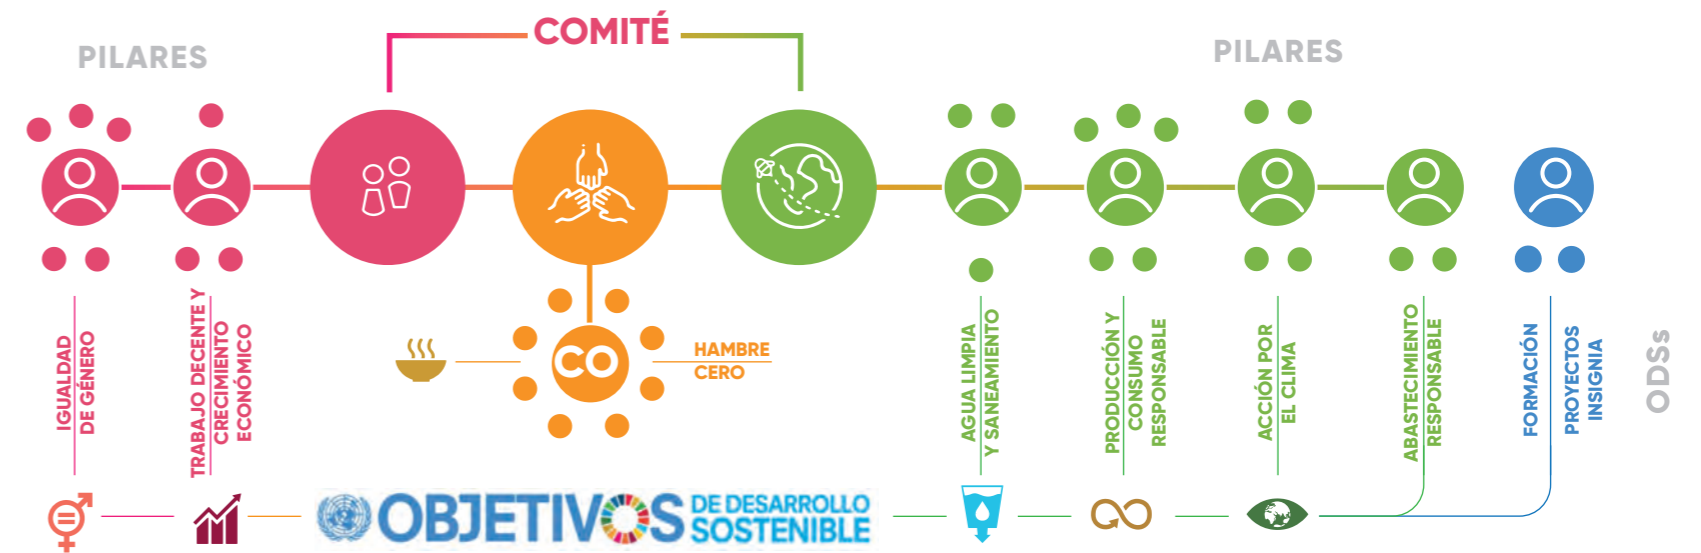 COMITÉ
PILARES
PILARES
CO
HAMBRE
CERO
IGUALDAD
DE GÉNERO
TRABAJO DECENTE Y
CRECIMIENTO
ECONÓMICO
AGUA LIMPIA
Y SANEAMIENTO
PRODUCCIÓN Y
CONSUMO
RESPONSABLE
ACCIÓN POR
EL CLIMA
ABASTECIMIENTO
RESPONSABLE
FORMACIÓN
PROYECTOS
INSIGNIA
ODSs
OBJETIVOS
DE DESARROLLO
SOSTENIBLE